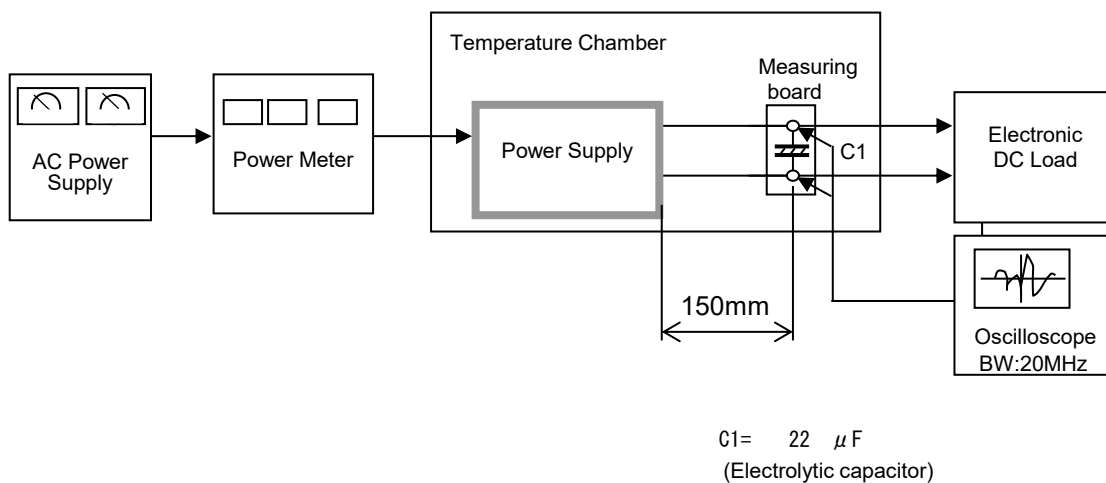 Temperature Chamber
Measuring
board
AC Power
Supply
Power Meter
Power Supply
C1
Electronic
DC Load
150mm
Oscilloscope
BW:20MHz
C1= 22 μF
(Electrolytic capacitor)